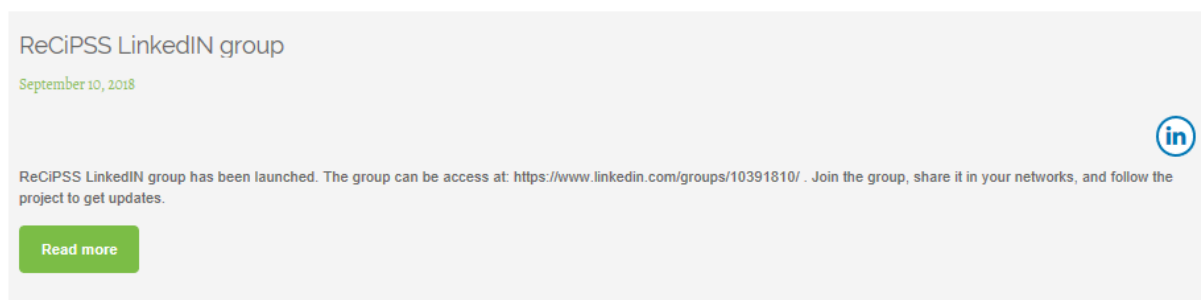 ReCiPSS LinkedIN group
September 10, 2018
in
ReCiPSS LinkedIN group has been launched. The group can be access at: https://www.linkedin.com/groups/10391810/ . Join the group, share it in your networks, and follow the
project to get updates.
Read more